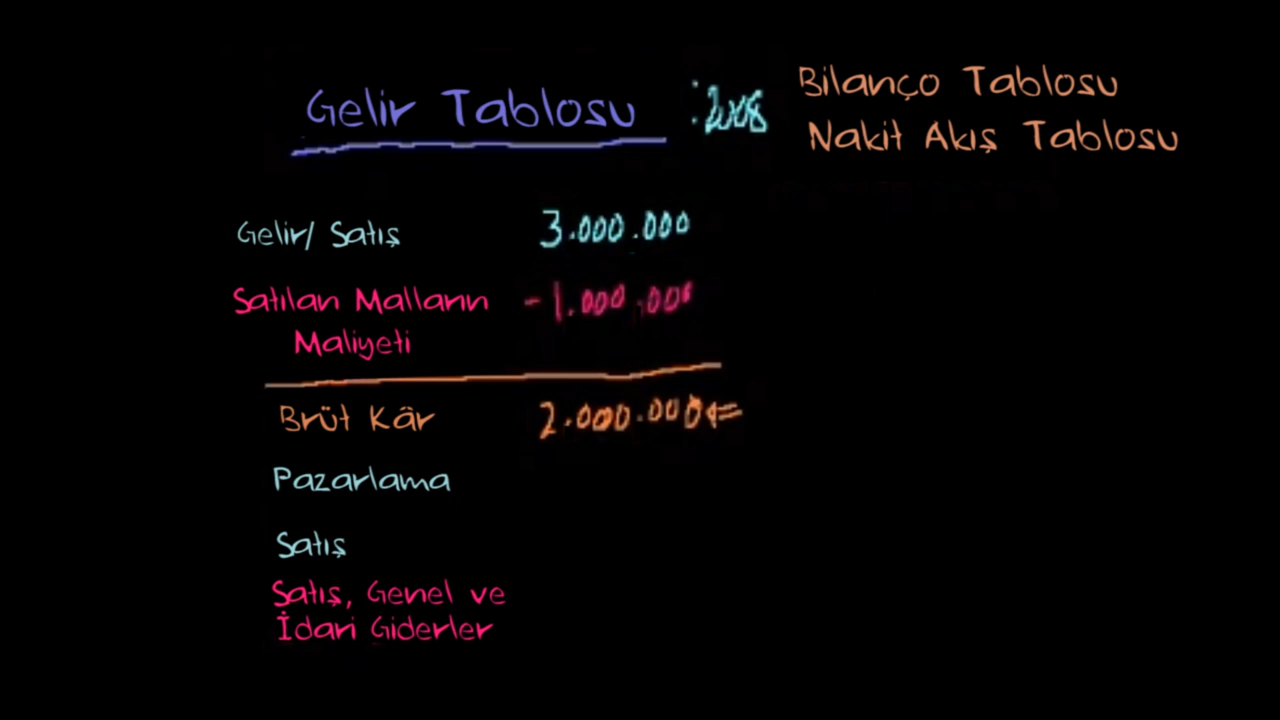 Gelir Tablosu : 2008
Bilanço Tablosu
Nakit Akış Tablosu
Gelir/ Satış 3.000.000
Satılan Malların - 1.000.000
Maliyeti
Brüt Kâr 2.000.000 ⇐
Pazarlama
Satış
Satış, Genel ve
İdari Giderler